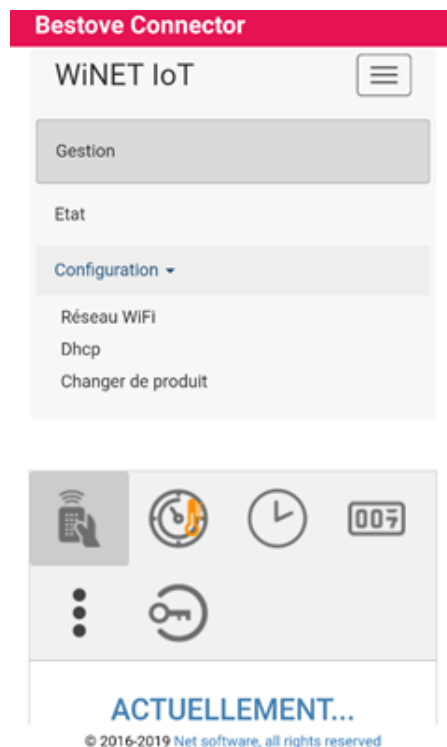 Bestove Connector
WiNET IoT
Gestion
Etat
Configuration
Réseau WiFi
Dhcp
Changer de produit
007
ACTUELLEMENT...
© 2016-2019 Net software, all rights reserved